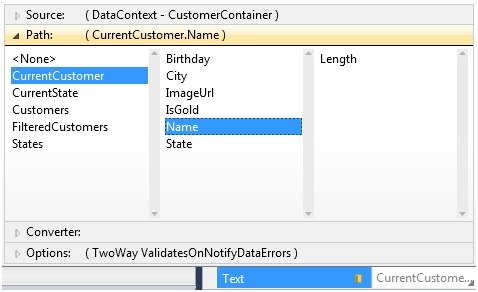 Source: ( DataContext - CustomerContainer )
Path: ( CurrentCustomer.Name )
<None>
CurrentCustomer
CurrentState
Customers
FilteredCustomers
States
Birthday
City
ImageUrl
IsGold
Name
State
Length
Converter:
Options: ( TwoWay ValidatesOnNotifyDataErrors )
Text
CurrentCustome...